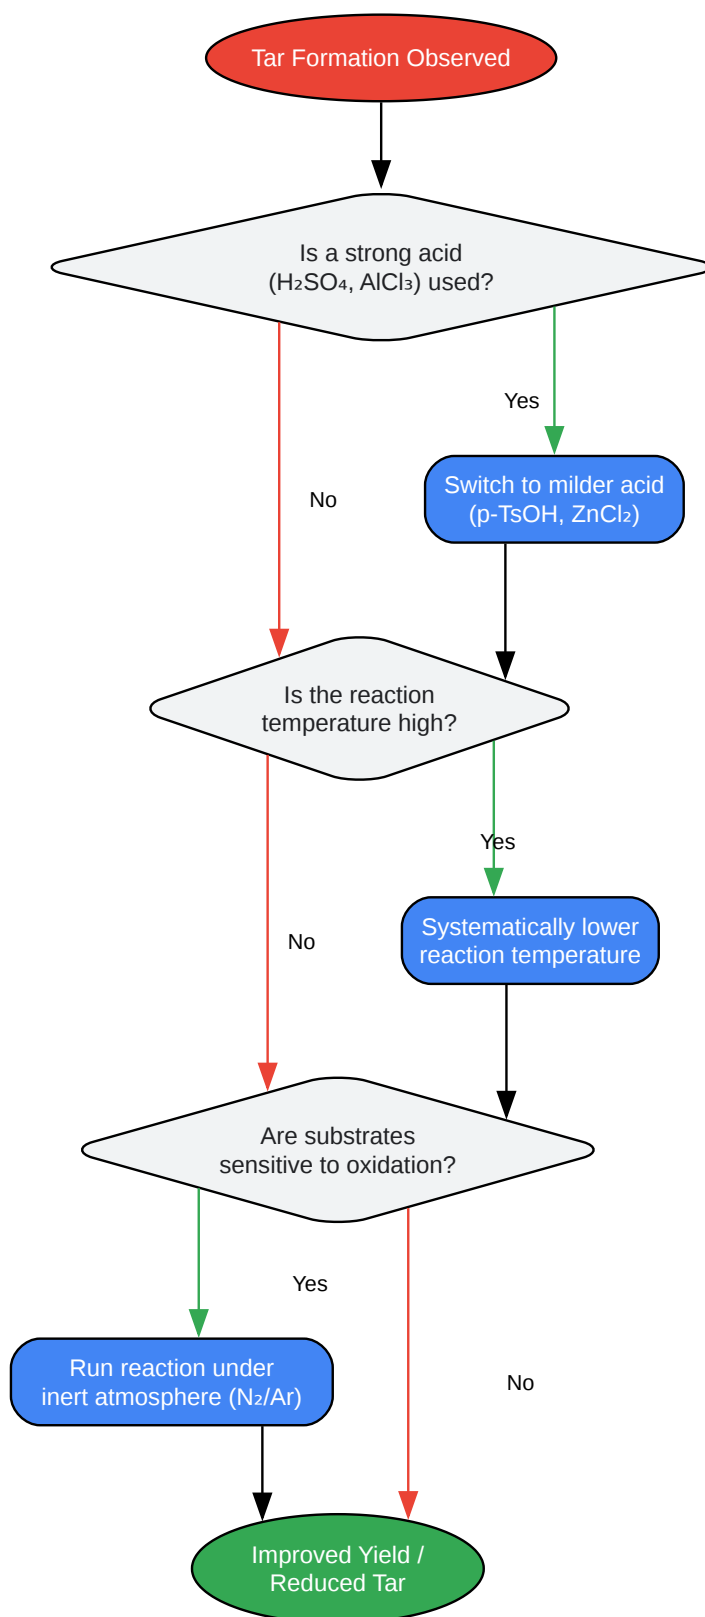 Tar Formation Observed
Is a strong acid
(H₂SO₄, AlCl₃) used?
Yes
Switch to milder acid
(p-TsOH, ZnCl₂)
No
Is the reaction
temperature high?
Yes
Systematically lower
reaction temperature
No
Are substrates
sensitive to oxidation?
Yes
Run reaction under
inert atmosphere (N₂/Ar)
No
Improved Yield /
Reduced Tar